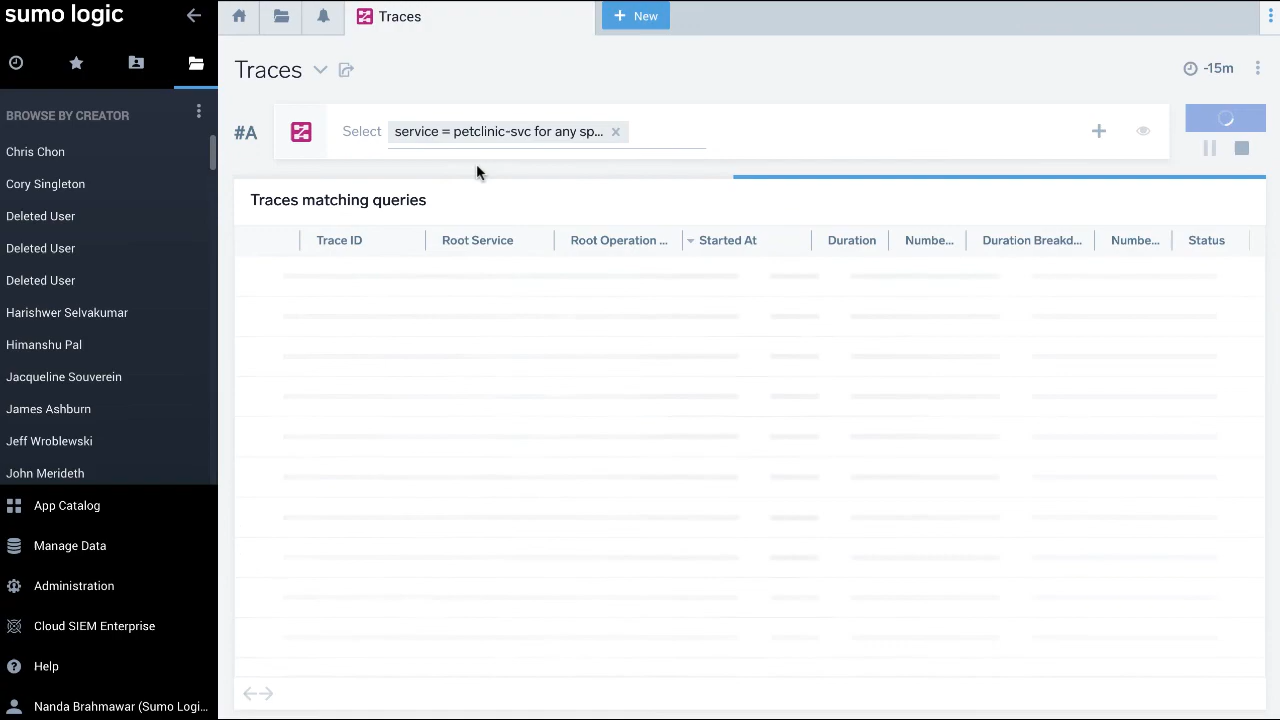 sumo logic
Traces
+ New
Traces
-15m
BROWSE BY CREATOR
#A
Select service = petclinic-svc for any sp...
Chris Chon
Cory Singleton
Deleted User
Deleted User
Deleted User
Harishwer Selvakumar
Himanshu Pal
Jacqueline Souverein
James Ashburn
Jeff Wroblewski
John Merideth
Traces matching queries
Trace ID
Root Service
Root Operation ...
Started At
Duration
Numbe...
Duration Breakd...
Numbe...
Status
App Catalog
Manage Data
Administration
Cloud SIEM Enterprise
Help
Nanda Brahmawar (Sumo Logi...